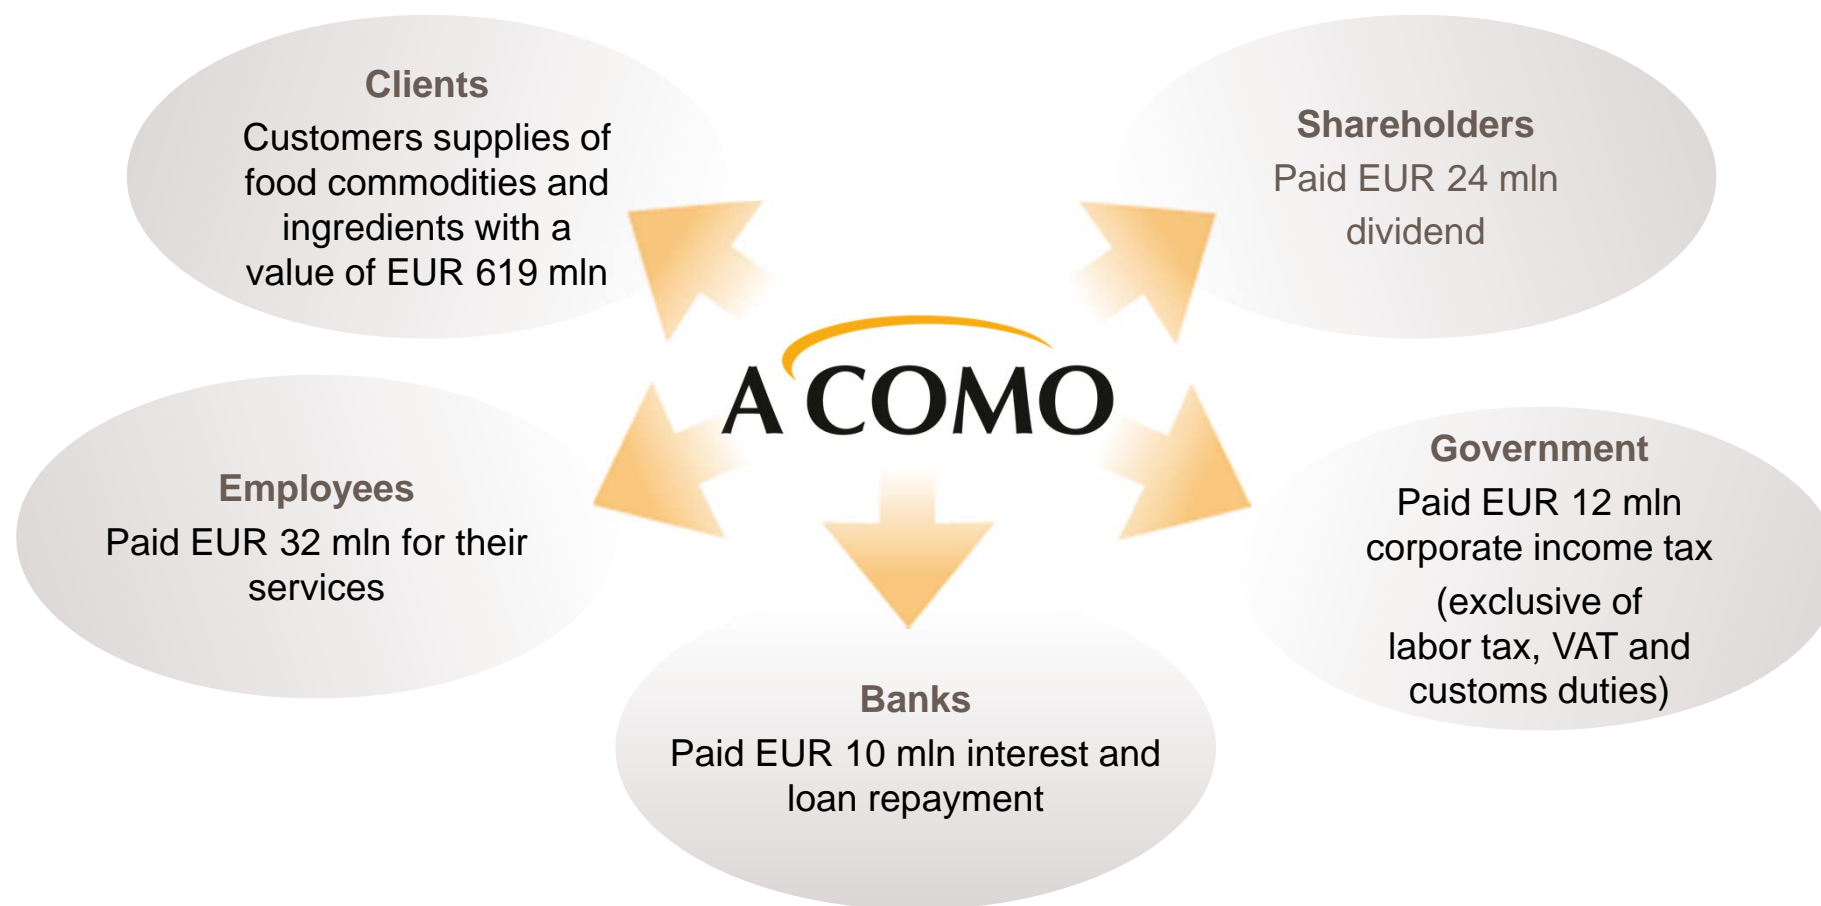 Clients
Customers supplies of
food commodities and
ingredients with a
value of EUR 619 mln
Shareholders
Paid EUR 24 mln
dividend
A COMO
Employees
Paid EUR 32 mln for their
services
Government
Paid EUR 12 mln
corporate income tax
(exclusive of
labor tax, VAT and
customs duties)
Banks
Paid EUR 10 mln interest and
loan repayment